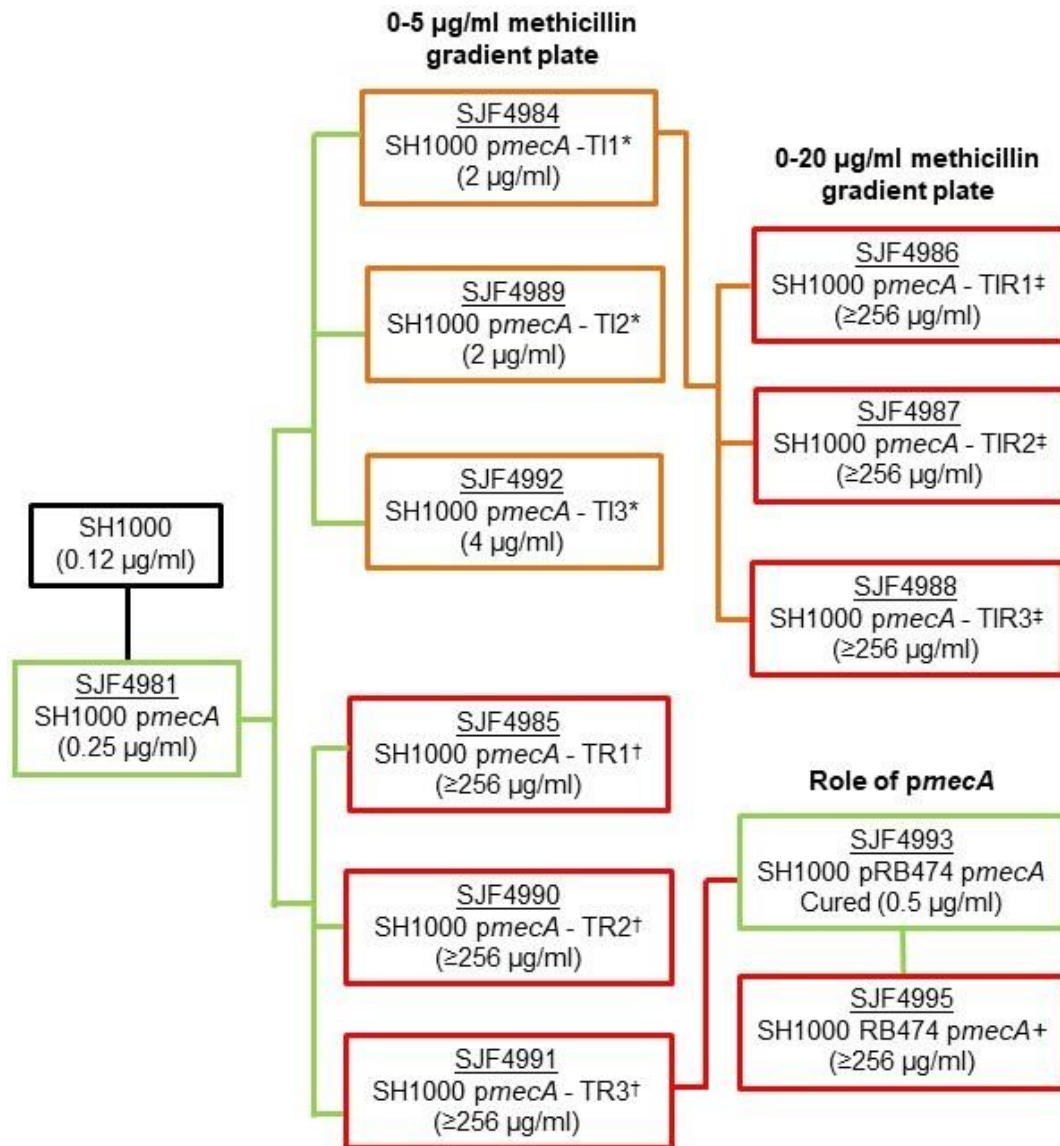 0-5 µg/ml methicillin
gradient plate
SJF4984
SH1000 pmecA -TI1*
(2 µg/ml)
SJF4989
SH1000 pmecA - TI2*
(2 µg/ml)
SJF4992
SH1000 pmecA - TI3*
(4 µg/ml)
0-20 µg/ml methicillin
gradient plate
SJF4986
SH1000 pmecA - TIR1‡
(≥256 µg/ml)
SJF4987
SH1000 pmecA - TIR2‡
(≥256 µg/ml)
SJF4988
SH1000 pmecA - TIR3‡
(≥256 µg/ml)
SH1000
(0.12 µg/ml)
SJF4981
SH1000 pmecA
(0.25 µg/ml)
SJF4985
SH1000 pmecA - TR1†
(≥256 µg/ml)
SJF4990
SH1000 pmecA - TR2†
(≥256 µg/ml)
SJF4991
SH1000 pmecA - TR3†
(≥256 µg/ml)
Role of pmecA
SJF4993
SH1000 pRB474 pmecA
Cured (0.5 µg/ml)
SJF4995
SH1000 RB474 pmecA+
(≥256 µg/ml)